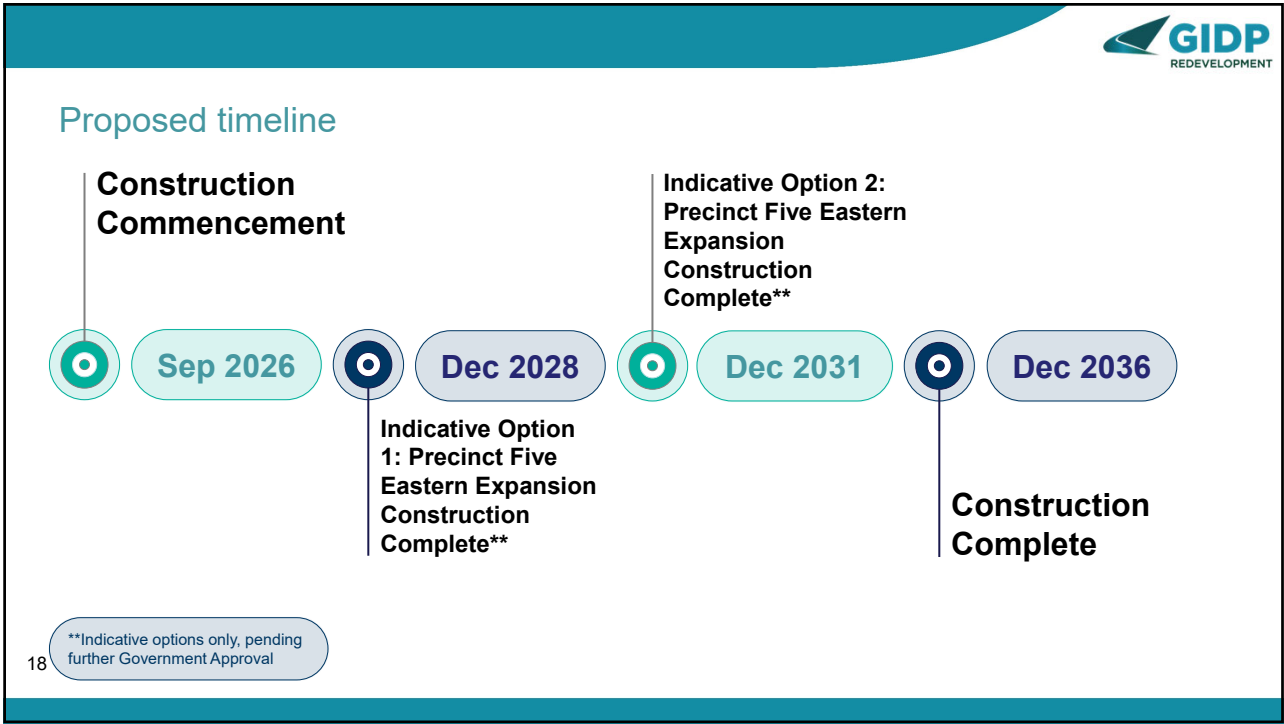 GIDP
REDEVELOPMENT
Proposed timeline
Construction
Commencement
Indicative Option 2:
Precinct Five Eastern
Expansion
Construction
Complete**
Sep 2026
Dec 2028
Dec 2031
Dec 2036
Indicative Option
1: Precinct Five
Eastern Expansion
Construction
Complete**
Construction
Complete
**Indicative options only, pending
further Government Approval
18